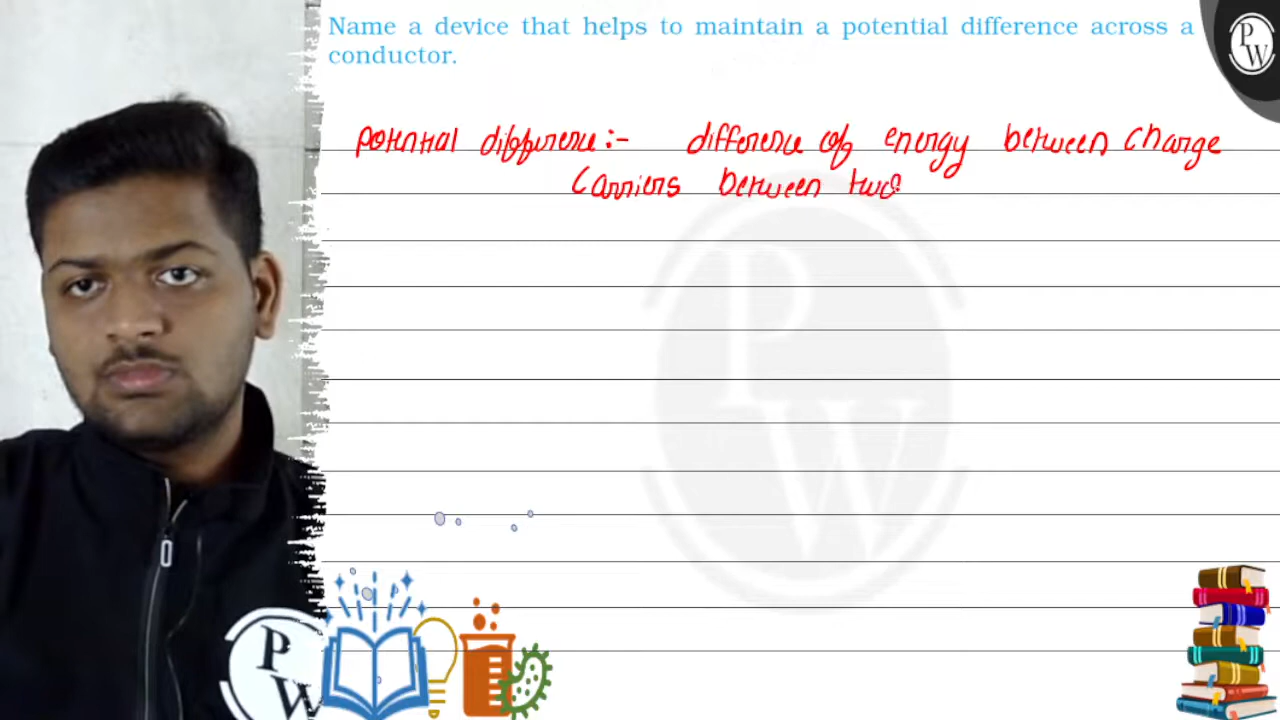 Name a device that helps to maintain a potential difference across a
conductor.
P
W
potential difference:- difference of energy between charge
Carriers between two
P
W
P
W